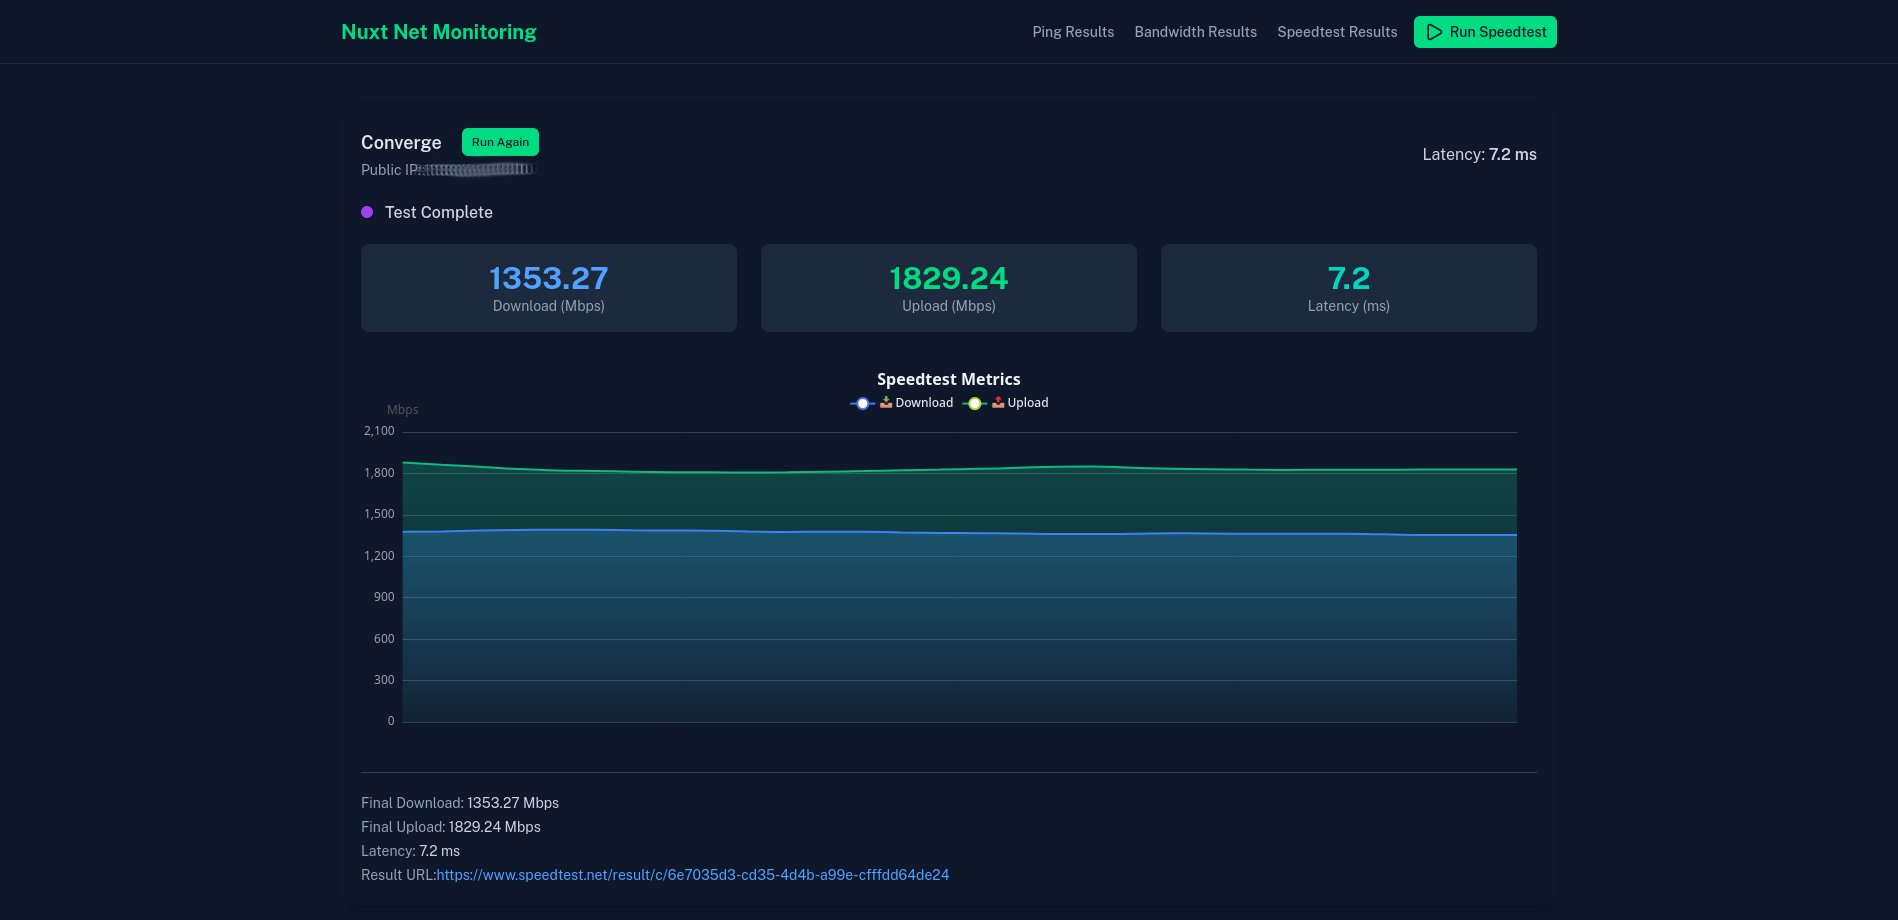 Nuxt Net Monitoring
Ping Results Bandwidth Results Speedtest Results Run Speedtest
Converge Run Again
Public IP:
Latency: 7.2 ms
Test Complete
1353.27
Download (Mbps)
1829.24
Upload (Mbps)
7.2
Latency (ms)
Speedtest Metrics
Download Upload
Mbps
2,100
1,800
1,500
1,200
900
600
300
0
Final Download: 1353.27 Mbps
Final Upload: 1829.24 Mbps
Latency: 7.2 ms
Result URL:https://www.speedtest.net/result/c/6e7035d3-cd35-4d4b-a99e-cfffdd64de24